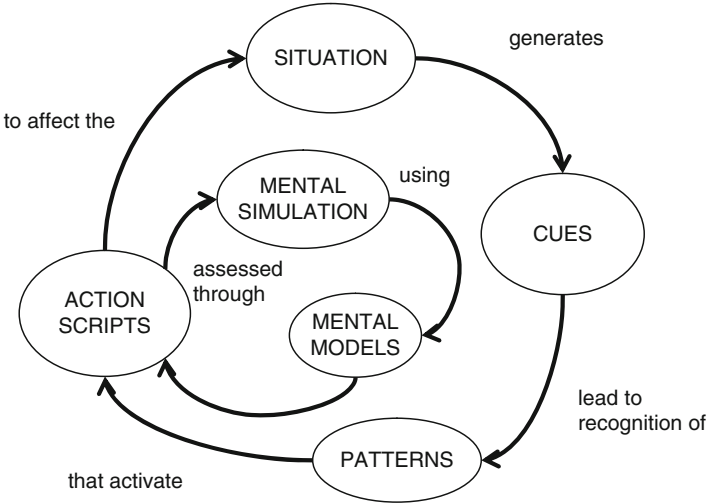 SITUATION
generates
to affect the
MENTAL
SIMULATION
using
CUES
assessed
through
ACTION
SCRIPTS
MENTAL
MODELS
lead to
recognition of
PATTERNS
that activate